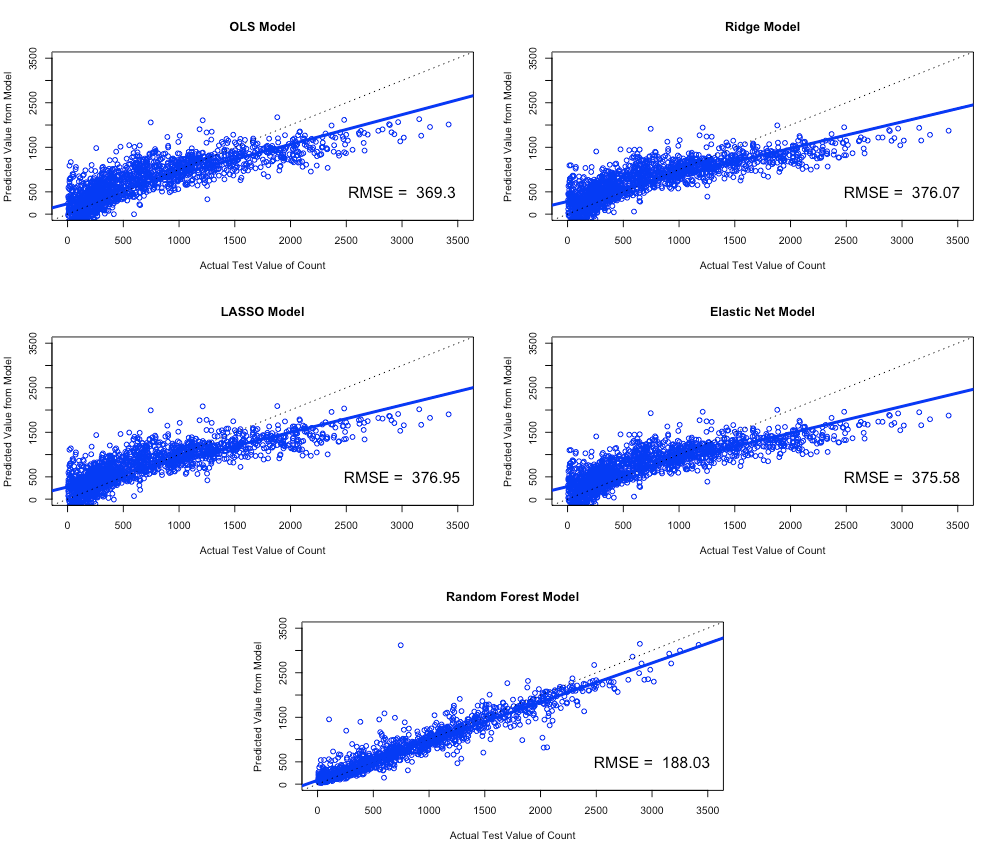 OLS Model
Predicted Value from Model
0 500 1500 2500 3500
RMSE = 369.3
0 500 1000 1500 2000 2500 3000 3500
Actual Test Value of Count
Ridge Model
Predicted Value from Model
0 500 1500 2500 3500
RMSE = 376.07
0 500 1000 1500 2000 2500 3000 3500
Actual Test Value of Count
LASSO Model
Predicted Value from Model
0 500 1500 2500 3500
RMSE = 376.95
0 500 1000 1500 2000 2500 3000 3500
Actual Test Value of Count
Elastic Net Model
Predicted Value from Model
0 500 1500 2500 3500
RMSE = 375.58
0 500 1000 1500 2000 2500 3000 3500
Actual Test Value of Count
Random Forest Model
Predicted Value from Model
0 500 1500 2500 3500
RMSE = 188.03
0 500 1000 1500 2000 2500 3000 3500
Actual Test Value of Count